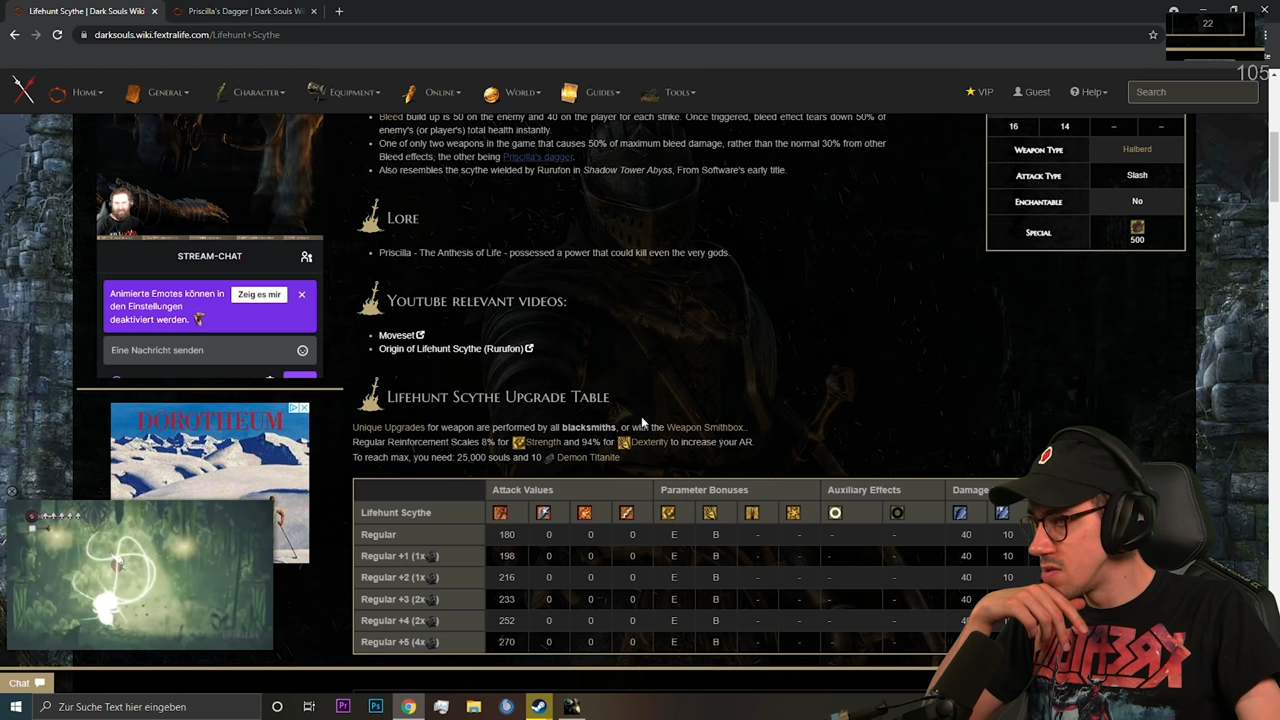 Lifehunt Scythe | Dark Souls Wiki
Priscilla's Dagger | Dark Souls Wi
darksouls.wiki.fextralife.com/Lifehunt+Scythe
22
105
Home
General
Character
Equipment
Online
World
Guides
Tools
VIP
Guest
Help
Search
Bleed build up is 50 on the enemy and 40 on the player for each strike. Once triggered, bleed effect tears down 50% of
enemy's (or player's) total health instantly.
One of only two weapons in the game that causes 50% of maximum bleed damage, rather than the normal 30% from other
Bleed effects, the other being Priscilla's dagger.
Also resembles the scythe wielded by Rurufon in Shadow Tower Abyss, From Software's early title.
16 14 – –
Weapon Type Halberd
Attack Type Slash
Enchantable No
Special 500
Lore
Priscilla - The Anthesis of Life - possessed a power that could kill even the very gods.
STREAM-CHAT
Animierte Emotes können in
den Einstellungen
deaktiviert werden.
Zeig es mir
Eine Nachricht senden
Youtube relevant videos:
Moveset
Origin of Lifehunt Scythe (Rurufon)
DOROTHEUM
Lifehunt Scythe Upgrade Table
Unique Upgrades for weapon are performed by all blacksmiths, or with the Weapon Smithbox..
Regular Reinforcement Scales 8% for Strength and 94% for Dexterity to increase your AR.
To reach max, you need: 25,000 souls and 10 Demon Titanite
Attack Values Parameter Bonuses Auxiliary Effects Damage
Lifehunt Scythe
Regular 180 0 0 0 E B - - - - 40 10
Regular +1 (1x) 198 0 0 0 E B - - - - 40 10
Regular +2 (1x) 216 0 0 0 E B - - - - 40 10
Regular +3 (2x) 233 0 0 0 E B - - - - 40
Regular +4 (2x) 252 0 0 0 E B - - - -
Regular +5 (4x) 270 0 0 0 E B - - - -
Chat
Zur Suche Text hier eingeben
Pr
Ps